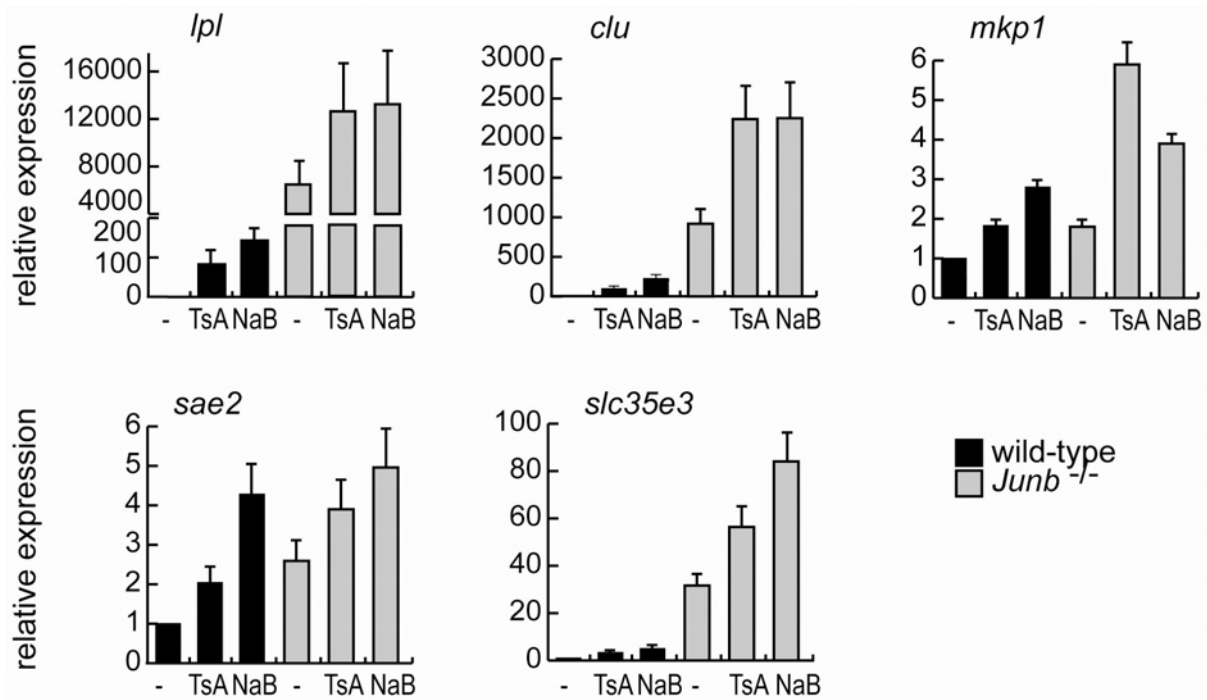 lpl
relative expression
16000
12000
8000
4000
200
100
0
- TsA NaB - TsA NaB
clu
3000
2500
2000
1500
1000
500
0
- TsA NaB - TsA NaB
mkp1
6
5
4
3
2
1
0
- TsA NaB - TsA NaB
sae2
relative expression
6
5
4
3
2
1
0
- TsA NaB - TsA NaB
slc35e3
100
80
60
40
20
0
- TsA NaB - TsA NaB
wild-type
Junb -/-